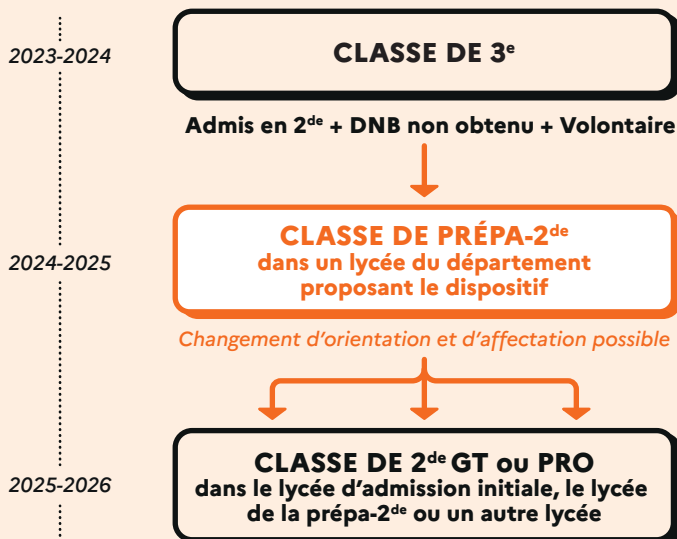 2023-2024
CLASSE DE 3e
Admis en 2de + DNB non obtenu + Volontaire
2024-2025
CLASSE DE PRÉPA-2de
dans un lycée du département
proposant le dispositif
Changement d’orientation et d’affectation possible
2025-2026
CLASSE DE 2de GT ou PRO
dans le lycée d’admission initiale, le lycée
de la prépa-2de ou un autre lycée